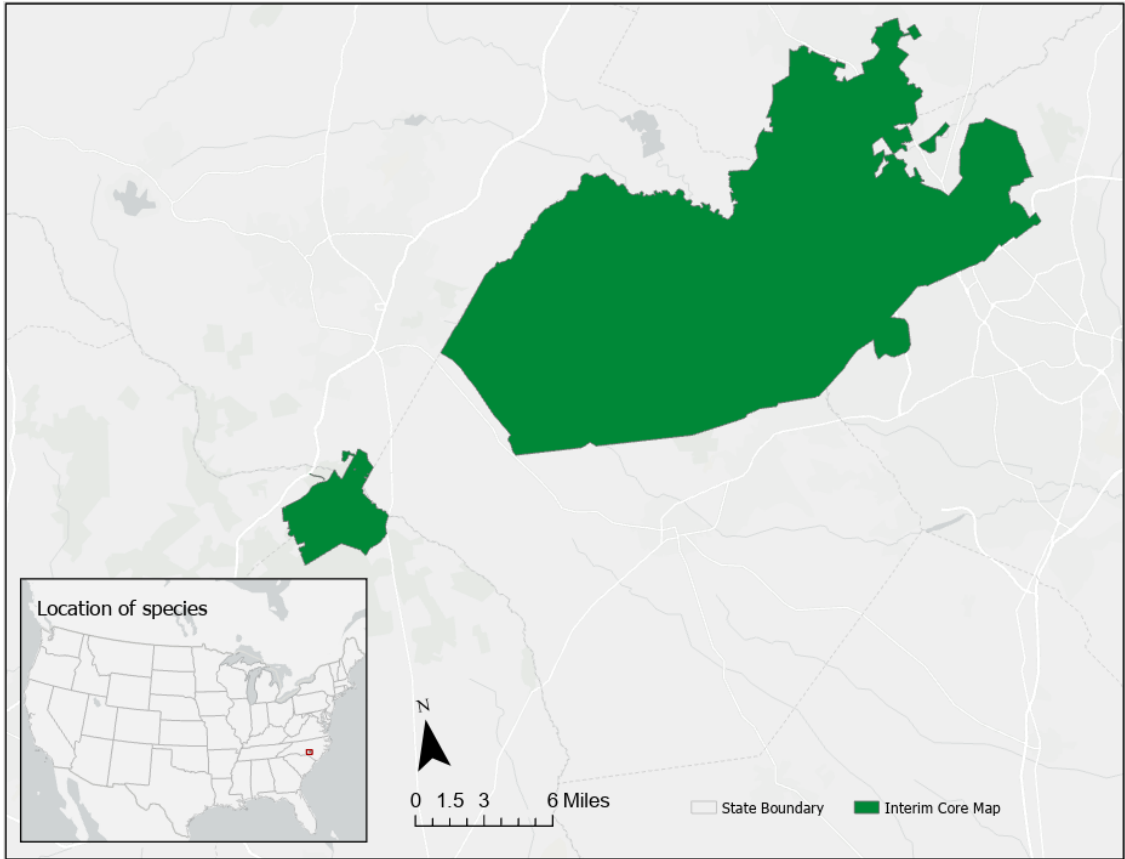 Location of species
N
0 1.5 3 6 Miles
State Boundary
Interim Core Map